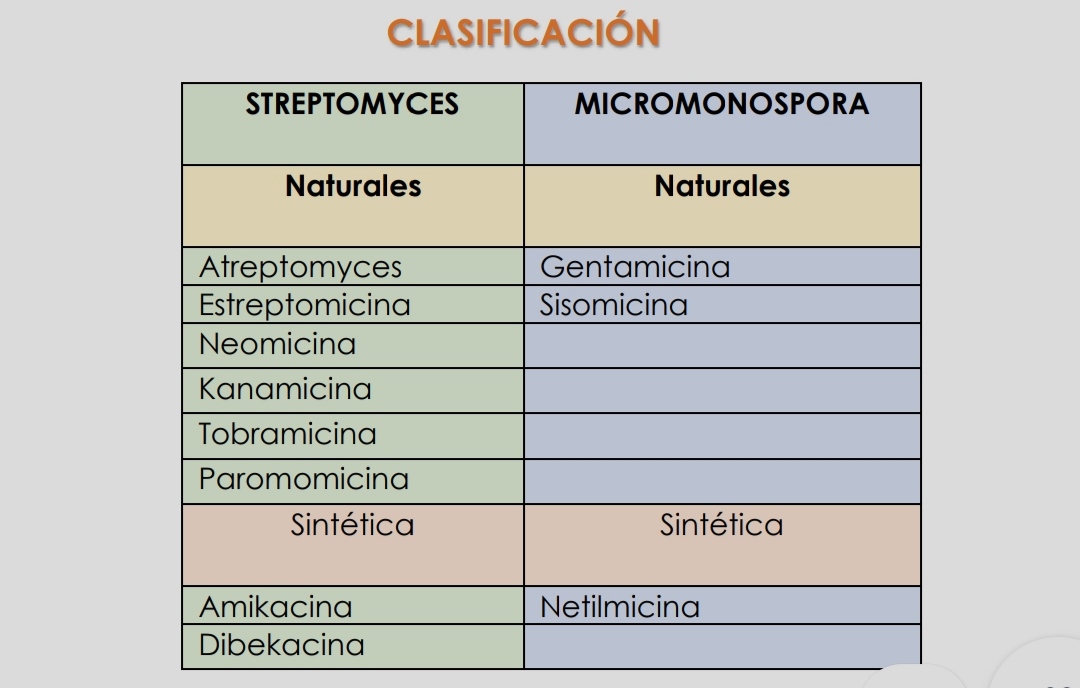 CLASIFICACIÓN
STREPTOMYCES MICROMONOSPORA
Naturales Naturales
Atreptomyces Gentamicina
Estreptomicina Sisomicina
Neomicina
Kanamicina
Tobramicina
Paromomicina
Sintética Sintética
Amikacina Netilmicina
Dibekacina